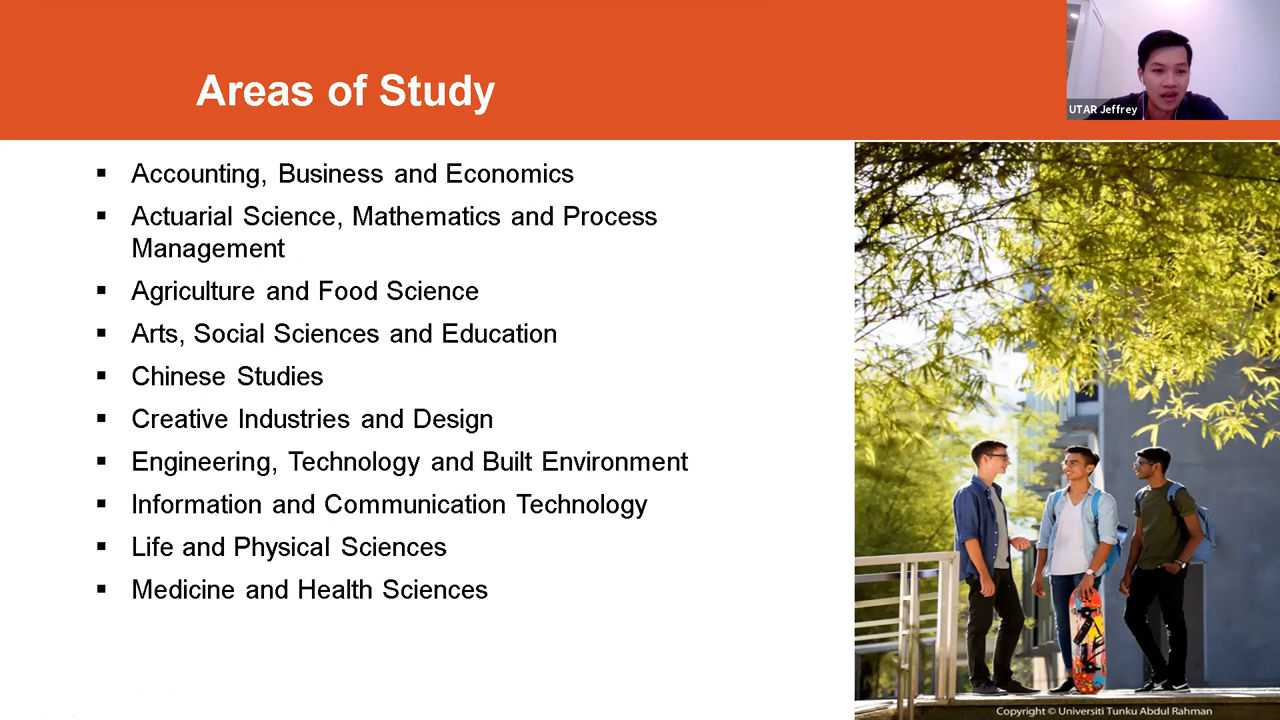 Areas of Study
UTAR Jeffrey
▪ Accounting, Business and Economics
▪ Actuarial Science, Mathematics and Process
Management
▪ Agriculture and Food Science
▪ Arts, Social Sciences and Education
▪ Chinese Studies
▪ Creative Industries and Design
▪ Engineering, Technology and Built Environment
▪ Information and Communication Technology
▪ Life and Physical Sciences
▪ Medicine and Health Sciences
Copyright © Universiti Tunku Abdul Rahman